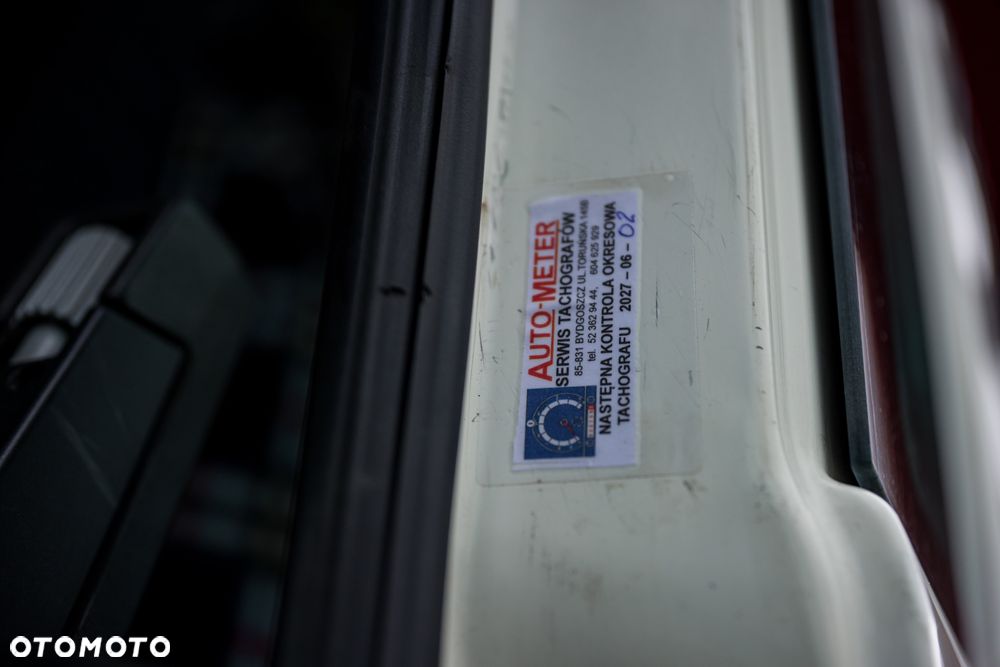 AUTO-METER
SERWIS TACHOGRAFÓW
85-831 BYDGOSZCZ UL.TORUŃSKA 145B
tel. 52 362 94 44, 604 625 929
NASTĘPNA KONTROLA OKRESOWA
TACHOGRAFU 2027-06-02
OTOMOTO